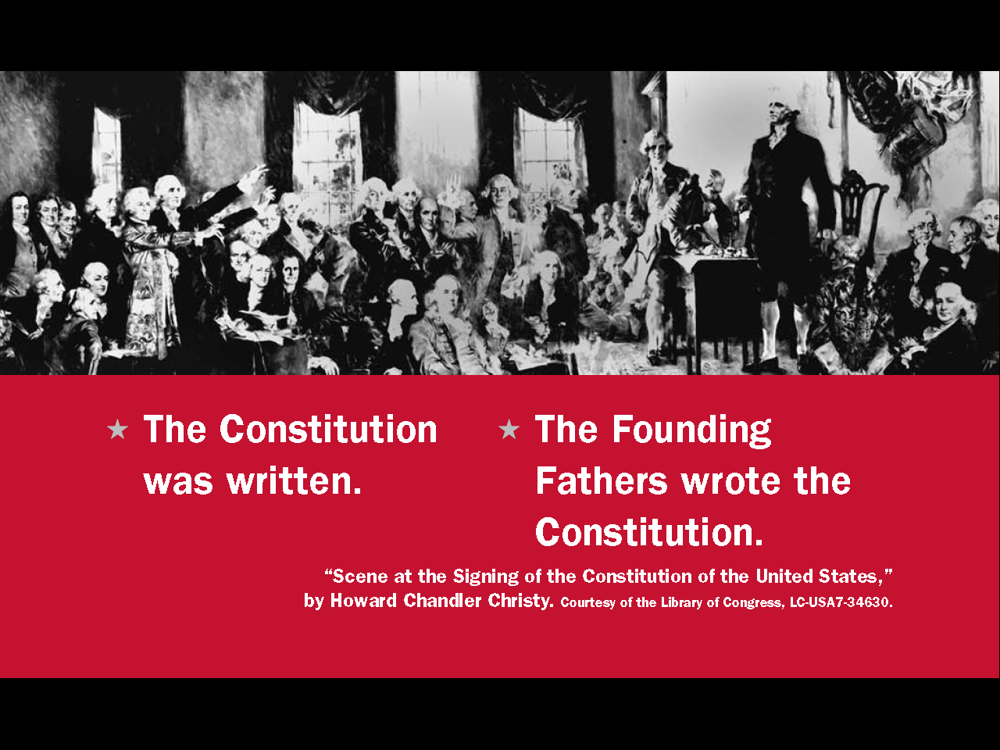 The Constitution
was written.
The Founding
Fathers wrote the
Constitution.
“Scene at the Signing of the Constitution of the United States,”
by Howard Chandler Christy. Courtesy of the Library of Congress, LC-USA7-34630.